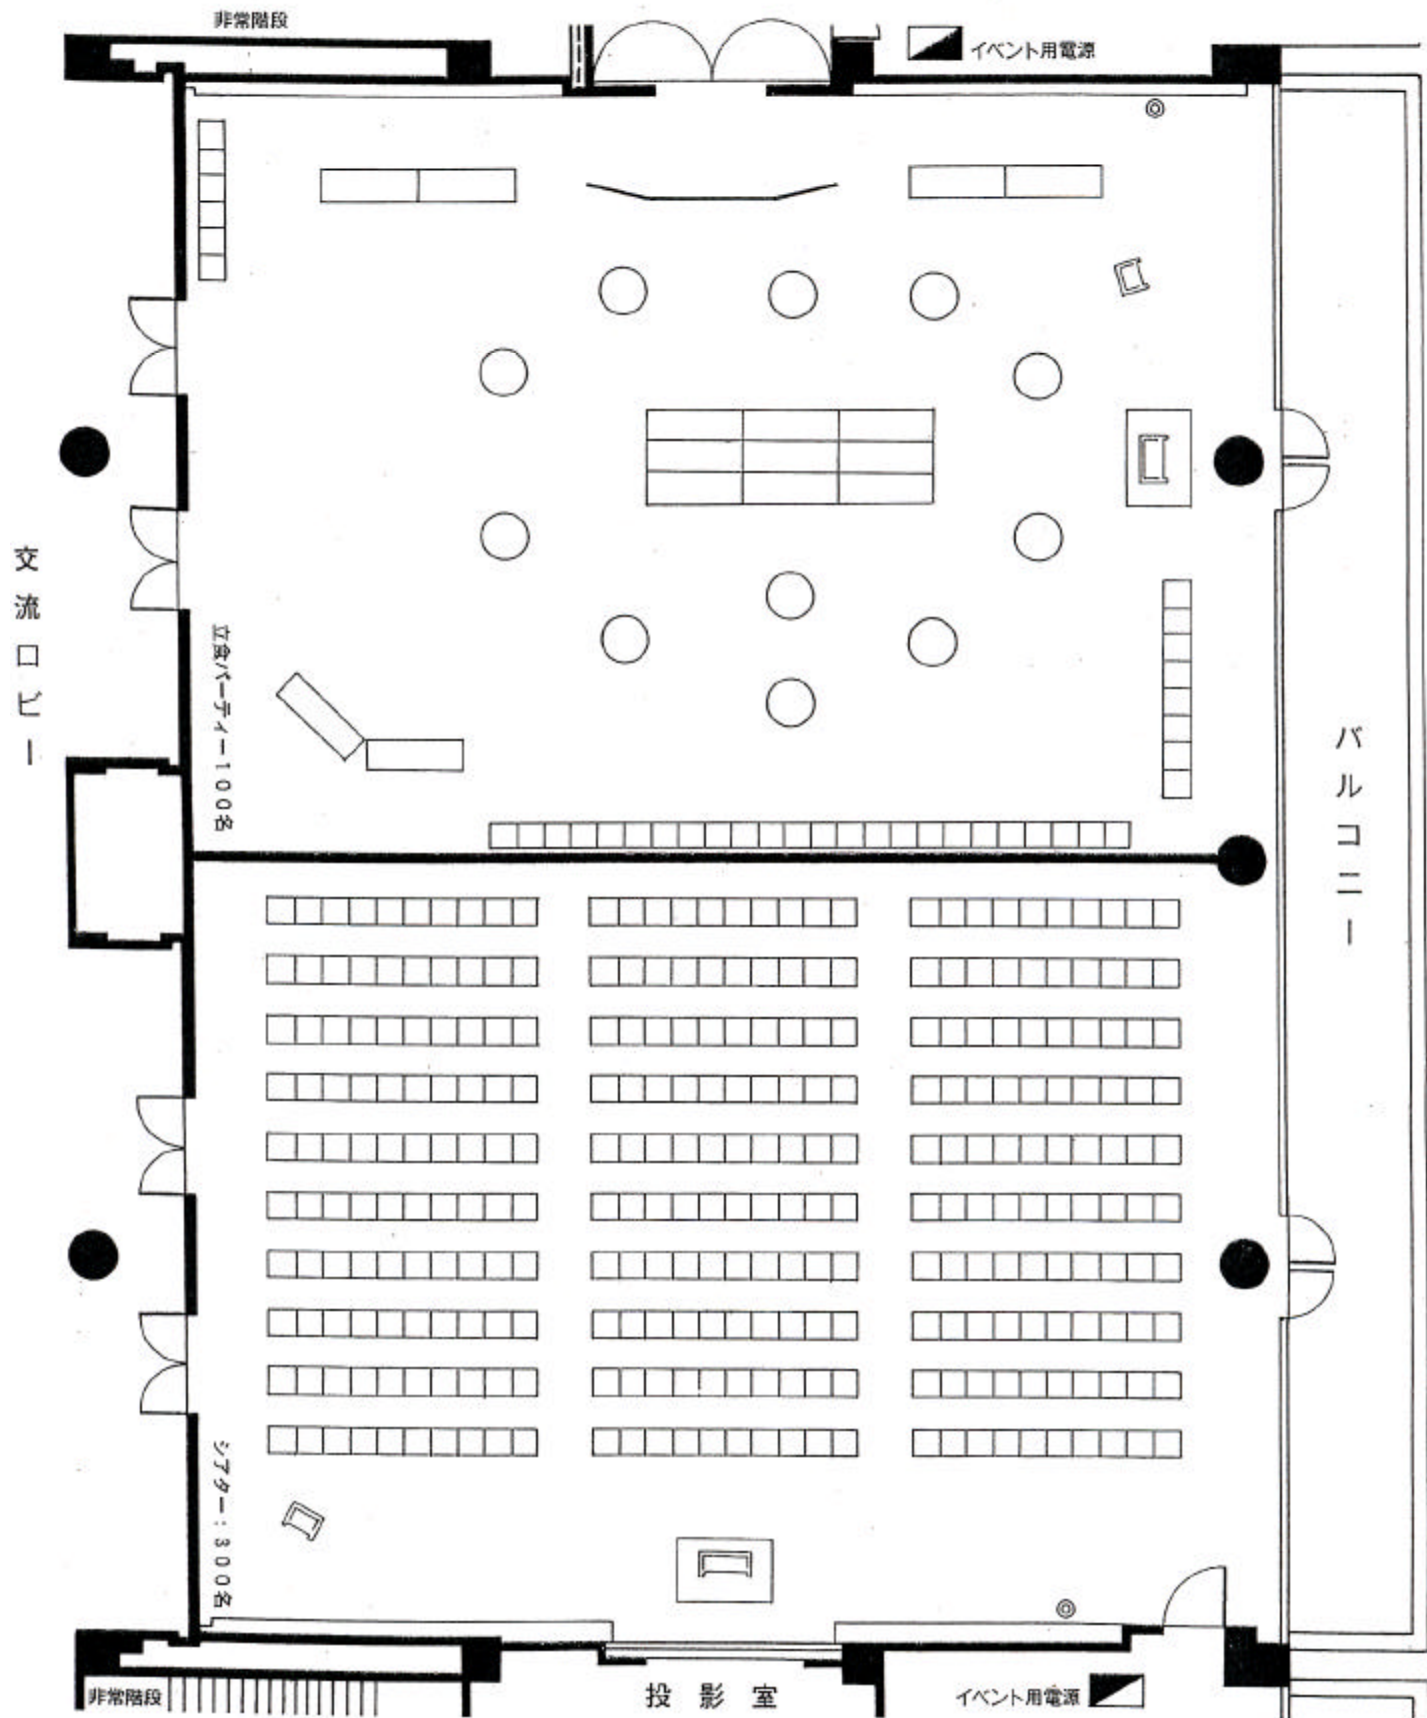 非常階段
イベント用電源
交流ロビー
立食パーティー100名
バルコニー
シアター:300名
非常階段
投影室
イベント用電源